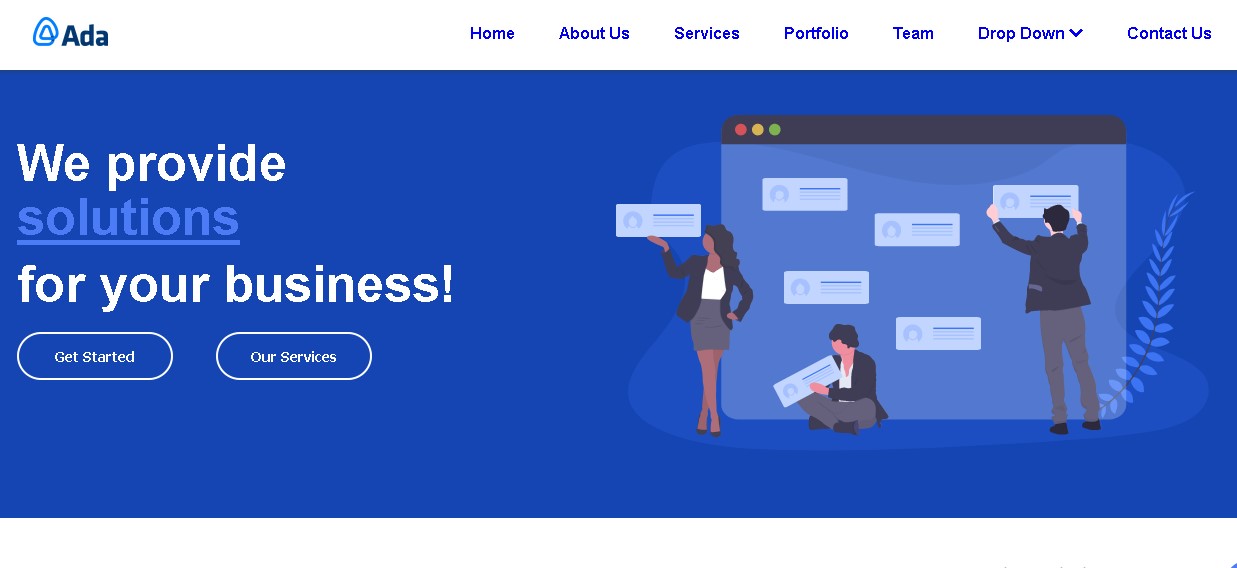 Ada
Home About Us Services Portfolio Team Drop Down Contact Us
We provide
solutions
for your business!
Get Started Our Services